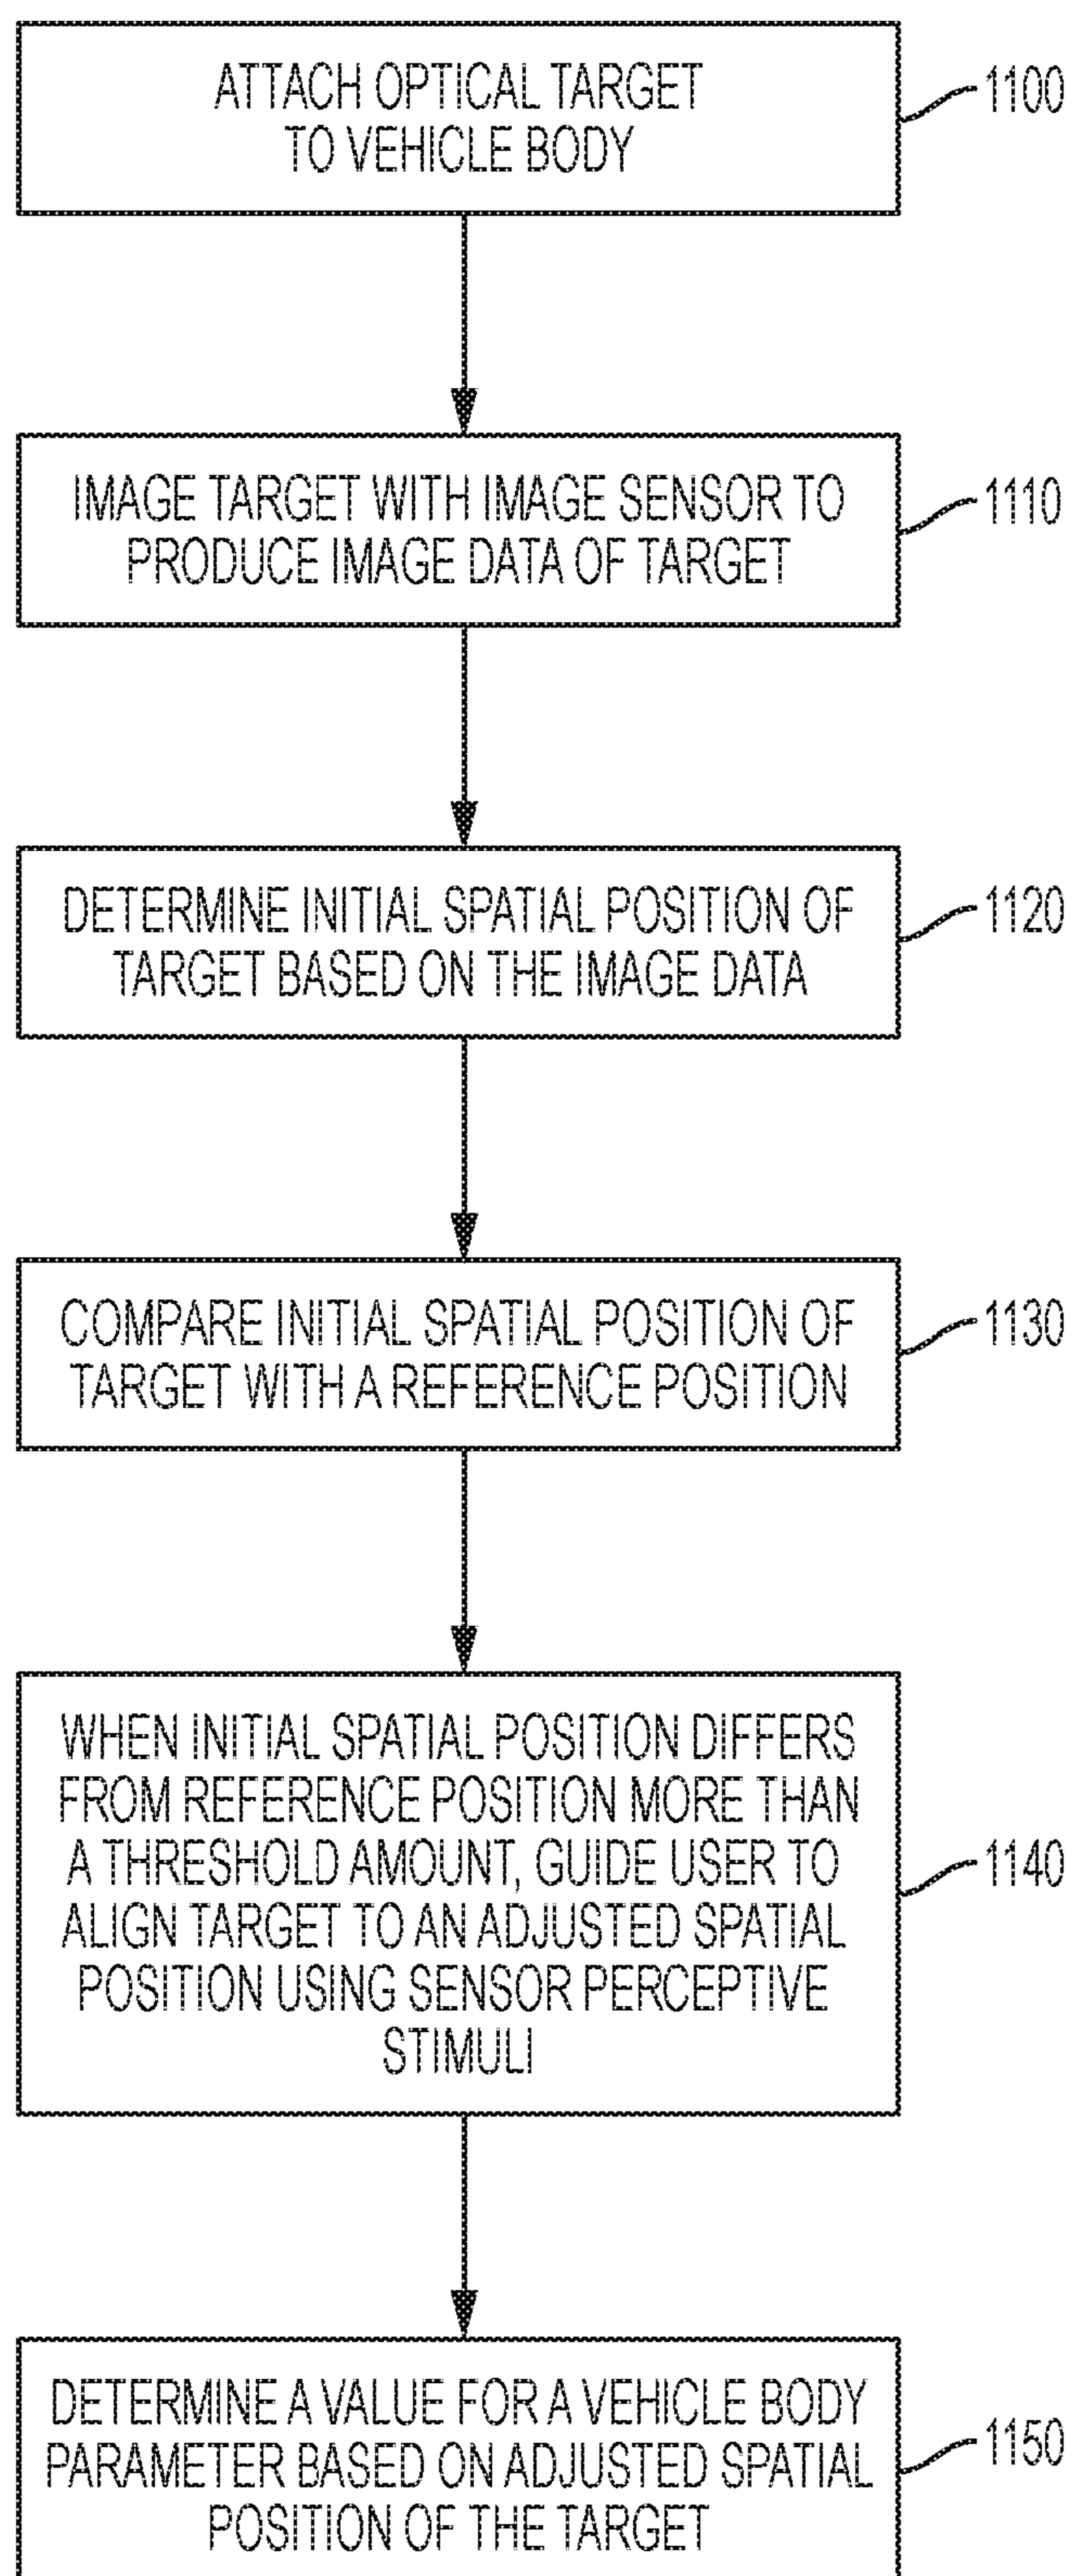 ATTACH OPTICAL TARGET
TO VEHICLE BODY
1100
IMAGE TARGET WITH IMAGE SENSOR TO
PRODUCE IMAGE DATA OF TARGET
1110
DETERMINE INITIAL SPATIAL POSITION OF
TARGET BASED ON THE IMAGE DATA
1120
COMPARE INITIAL SPATIAL POSITION OF
TARGET WITH A REFERENCE POSITION
1130
WHEN INITIAL SPATIAL POSITION DIFFERS
FROM REFERENCE POSITION MORE THAN
A THRESHOLD AMOUNT, GUIDE USER TO
ALIGN TARGET TO AN ADJUSTED SPATIAL
POSITION USING SENSOR PERCEPTIVE
STIMULI
1140
DETERMINE A VALUE FOR A VEHICLE BODY
PARAMETER BASED ON ADJUSTED SPATIAL
POSITION OF THE TARGET
1150